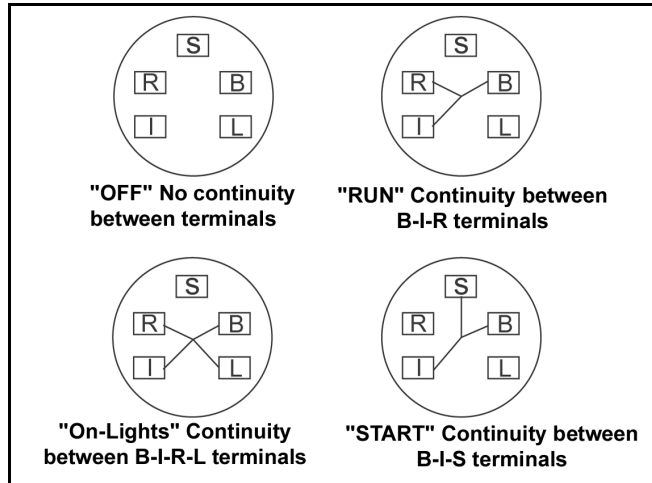 S
R B
I L
"OFF" No continuity
between terminals
S
R B
I L
"RUN" Continuity between
B-I-R terminals
S
R B
I L
"On-Lights" Continuity
between B-I-R-L terminals
S
R B
I L
"START" Continuity between
B-I-S terminals